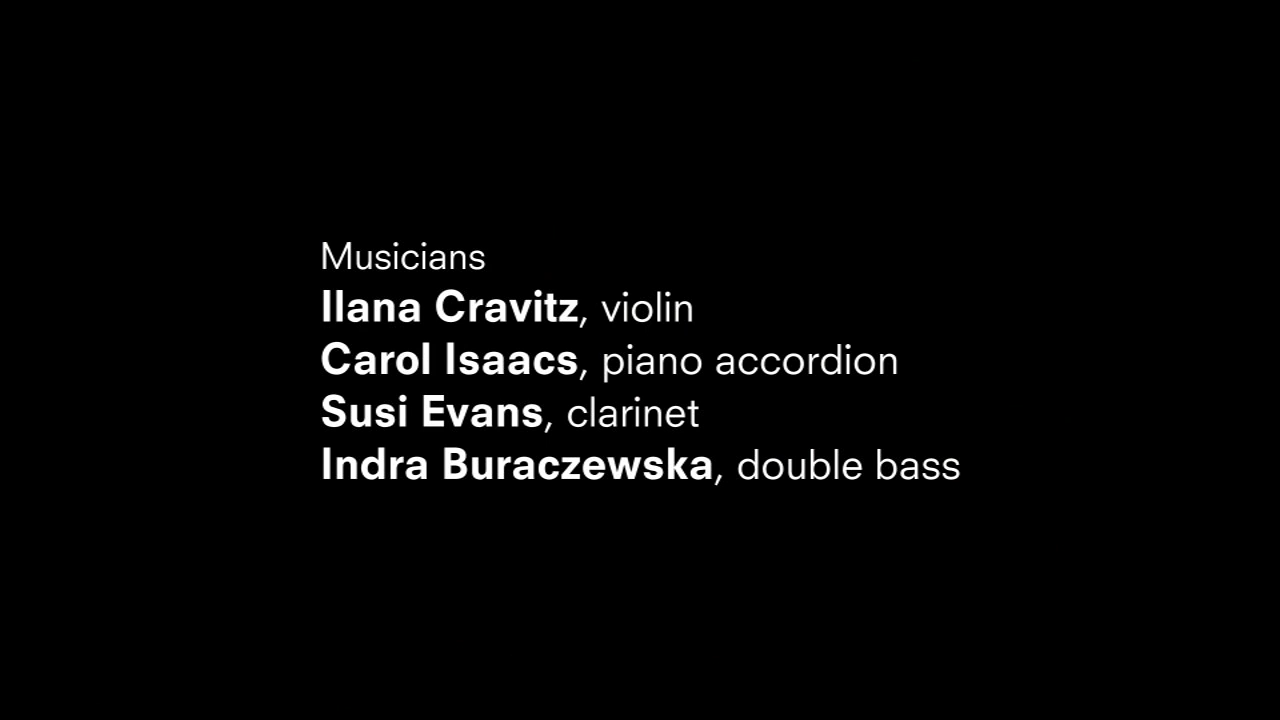 Musicians
Ilana Cravitz, violin
Carol Isaacs, piano accordion
Susi Evans, clarinet
Indra Buraczewska, double bass